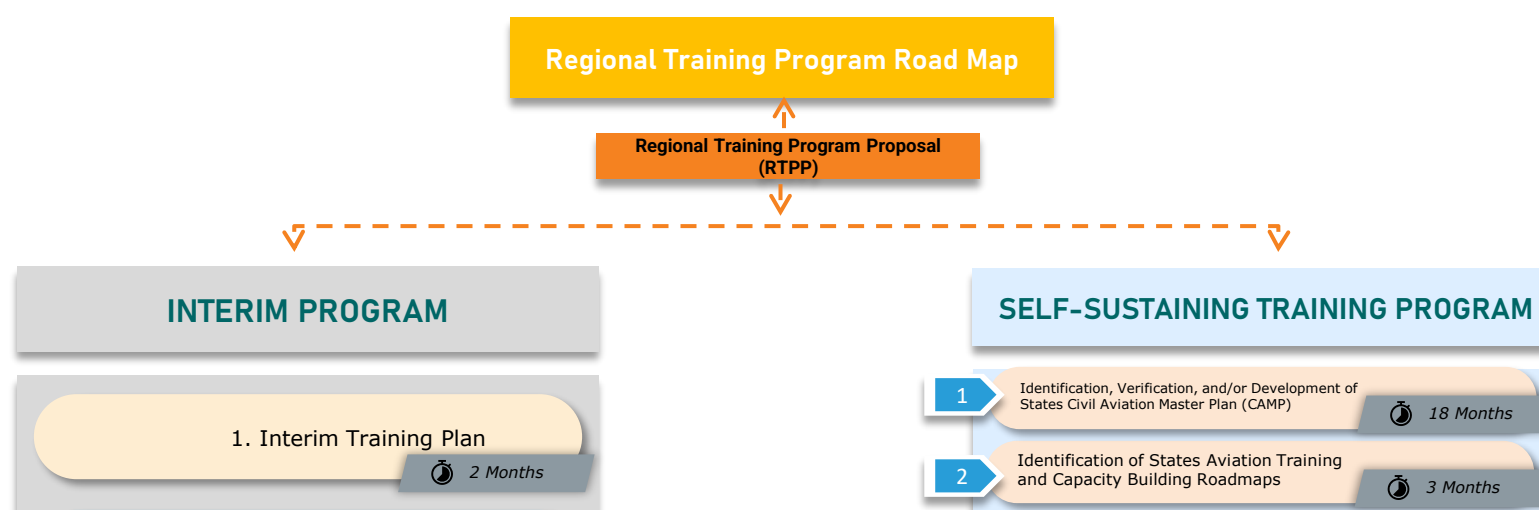 Regional Training Program Road Map
Regional Training Program Proposal
(RTPP)
INTERIM PROGRAM
1. Interim Training Plan
2 Months
SELF-SUSTAINING TRAINING PROGRAM
1
Identification, Verification, and/or Development of
States Civil Aviation Master Plan (CAMP)
18 Months
2
Identification of States Aviation Training
and Capacity Building Roadmaps
3 Months